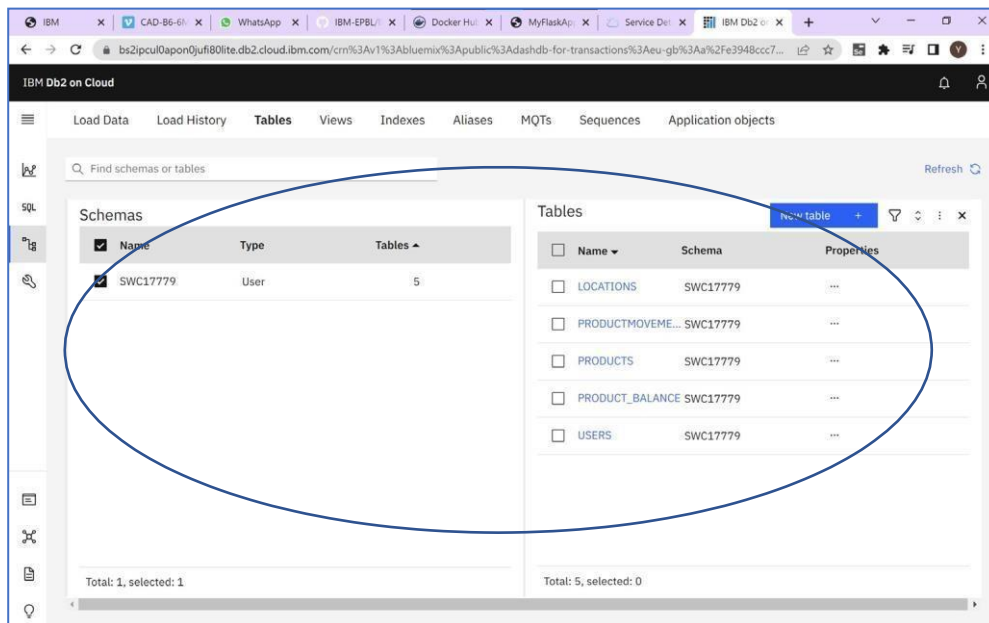 IBM
CAD-B6-6M
WhatsApp
IBM-EPBL/I
Docker Hub
MyFlaskAp
Service Det
IBM Db2 on
bs2ipcul0apon0jufi80lite.db2.cloud.ibm.com/crn%3Av1%3Abluemix%3Apublic%3Adashdb-for-transactions%3Aeu-gb%3Aa%2Fe3948ccc7...
Y
IBM Db2 on Cloud
Load Data Load History Tables Views Indexes Aliases MQTs Sequences Application objects
Find schemas or tables
Refresh
SQL
Schemas
Name Type Tables
SWC17779 User 5
Total: 1, selected: 1
Tables
New table +
Name Schema Properties
LOCATIONS SWC17779 ...
PRODUCTMOVEME... SWC17779 ...
PRODUCTS SWC17779 ...
PRODUCT_BALANCE SWC17779 ...
USERS SWC17779 ...
Total: 5, selected: 0